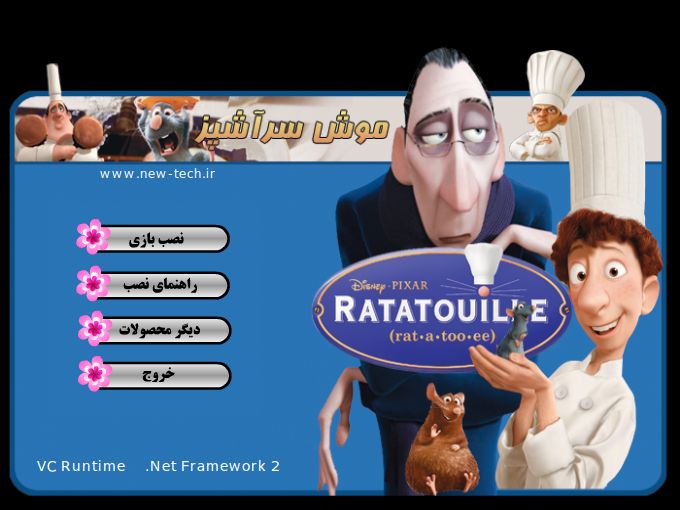 موش سرآشپز
www.new-tech.ir
نصب بازی
راهنمای نصب
دیگر محصولات
خروج
Disney · PIXAR
RATATOUILLE
(rat·a·too·ee)
VC Runtime .Net Framework 2